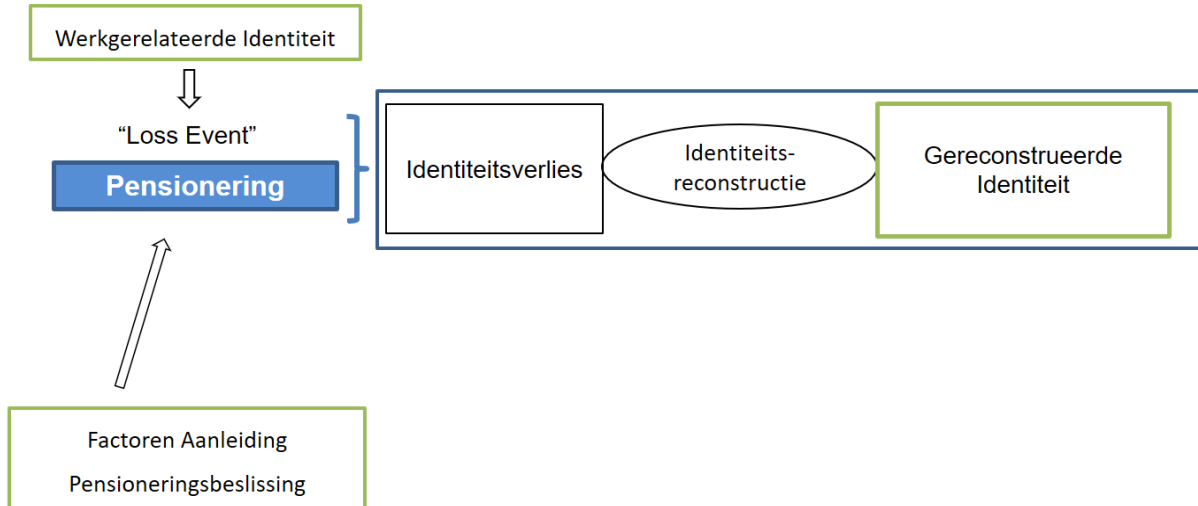 Werkgerelateerde Identiteit
“Loss Event”
Pensionering
Identiteitsverlies
Identiteits-
reconstructie
Gereconstrueerde
Identiteit
Factoren Aanleiding
Pensioneringsbeslissing